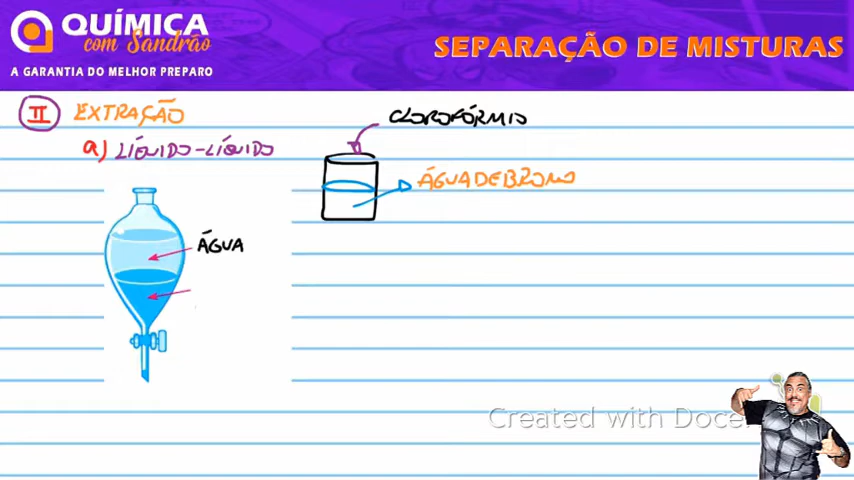 QUÍMICA
com Sandrão
A GARANTIA DO MELHOR PREPARO
SEPARAÇÃO DE MISTURAS
II EXTRAÇÃO
a) LÍQUIDO-LÍQUIDO
CLOROFÓRMIO
ÁGUA DE BROMO
ÁGUA
Created with Doce